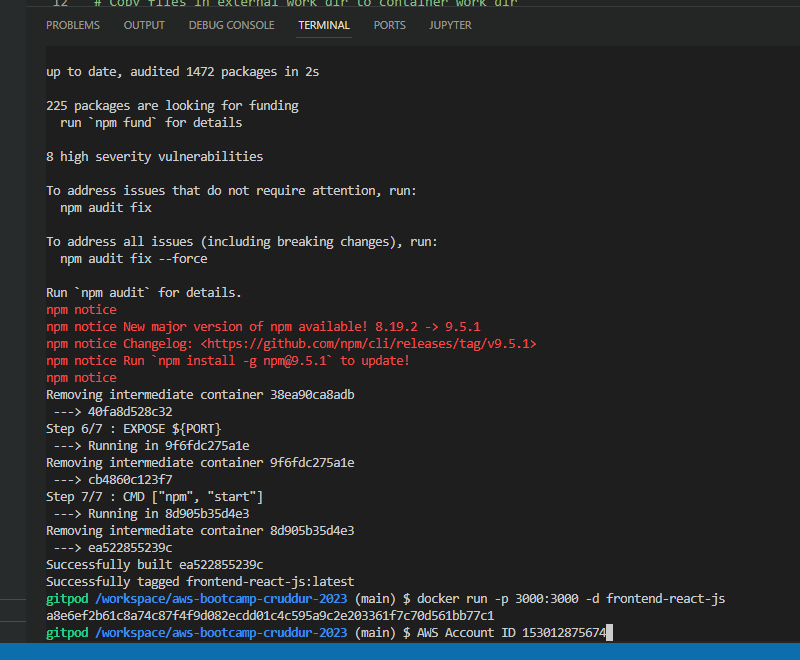 12 # Copy files in external work dir to container work dir
PROBLEMS OUTPUT DEBUG CONSOLE TERMINAL PORTS JUPYTER
up to date, audited 1472 packages in 2s
225 packages are looking for funding
  run `npm fund` for details
8 high severity vulnerabilities
To address issues that do not require attention, run:
  npm audit fix
To address all issues (including breaking changes), run:
  npm audit fix --force
Run `npm audit` for details.
npm notice
npm notice New major version of npm available! 8.19.2 -> 9.5.1
npm notice Changelog: <https://github.com/npm/cli/releases/tag/v9.5.1>
npm notice Run `npm install -g npm@9.5.1` to update!
npm notice
Removing intermediate container 38ea90ca8adb
 ---> 40fa8d528c32
Step 6/7 : EXPOSE ${PORT}
 ---> Running in 9f6fdc275a1e
Removing intermediate container 9f6fdc275a1e
 ---> cb4860c123f7
Step 7/7 : CMD ["npm", "start"]
 ---> Running in 8d905b35d4e3
Removing intermediate container 8d905b35d4e3
 ---> ea522855239c
Successfully built ea522855239c
Successfully tagged frontend-react-js:latest
gitpod /workspace/aws-bootcamp-cruddur-2023 (main) $ docker run -p 3000:3000 -d frontend-react-js
a8e6ef2b61c8a74c87f4f9d082ecdd01c4c595a9c2e203361f7c70d561bb77c1
gitpod /workspace/aws-bootcamp-cruddur-2023 (main) $ AWS Account ID 153012875674